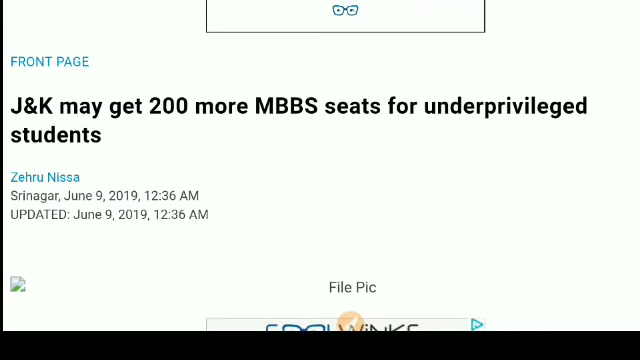 FRONT PAGE
J&K may get 200 more MBBS seats for underprivileged
students
Zehru Nissa
Srinagar, June 9, 2019, 12:36 AM
UPDATED: June 9, 2019, 12:36 AM
File Pic